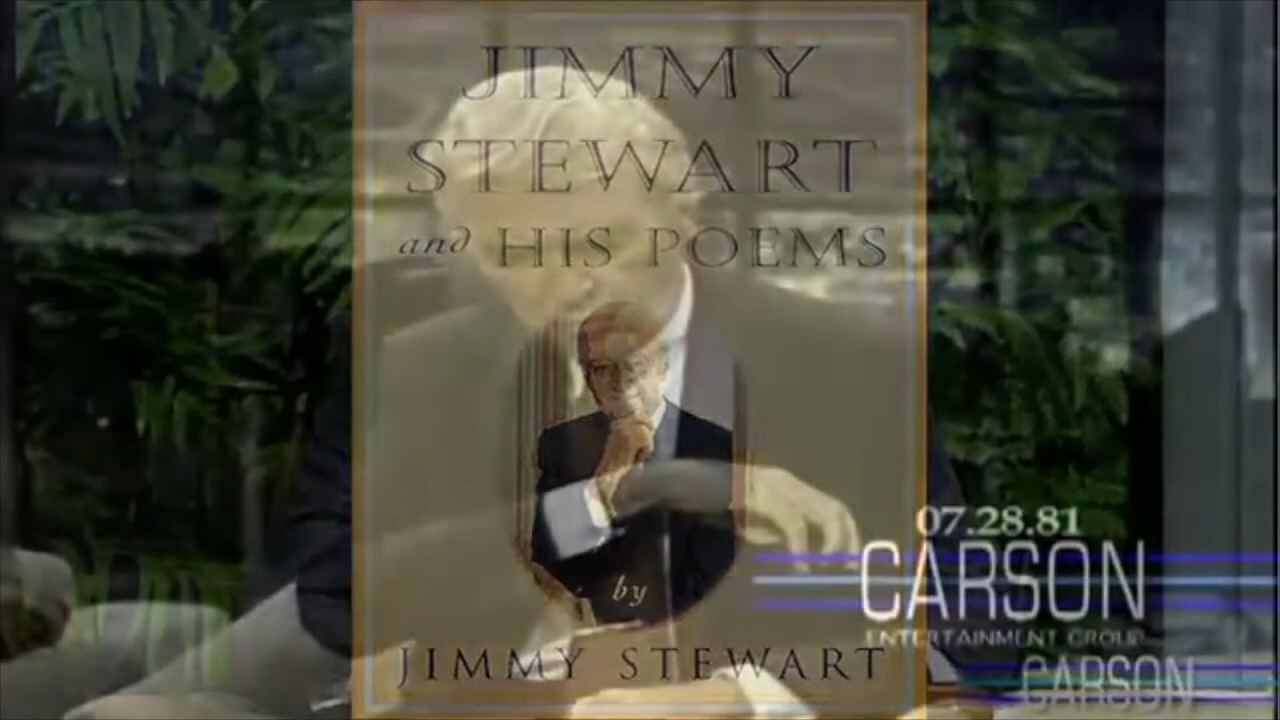 JIMMY
STEWART
and HIS POEMS
by
JIMMY STEWART
07.28.81
CARSON
ENTERTAINMENT GROUP
CARSON